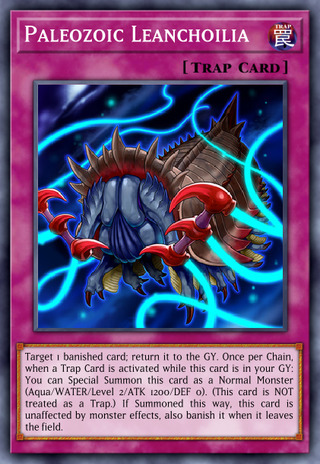 Paleozoic Leanchoilia
TRAP
罠
[Trap Card]
Target 1 banished card; return it to the GY. Once per Chain,
when a Trap Card is activated while this card is in your GY:
You can Special Summon this card as a Normal Monster
(Aqua/WATER/Level 2/ATK 1200/DEF 0). (This card is NOT
treated as a Trap.) If Summoned this way, this card is
unaffected by monster effects, also banish it when it leaves
the field.